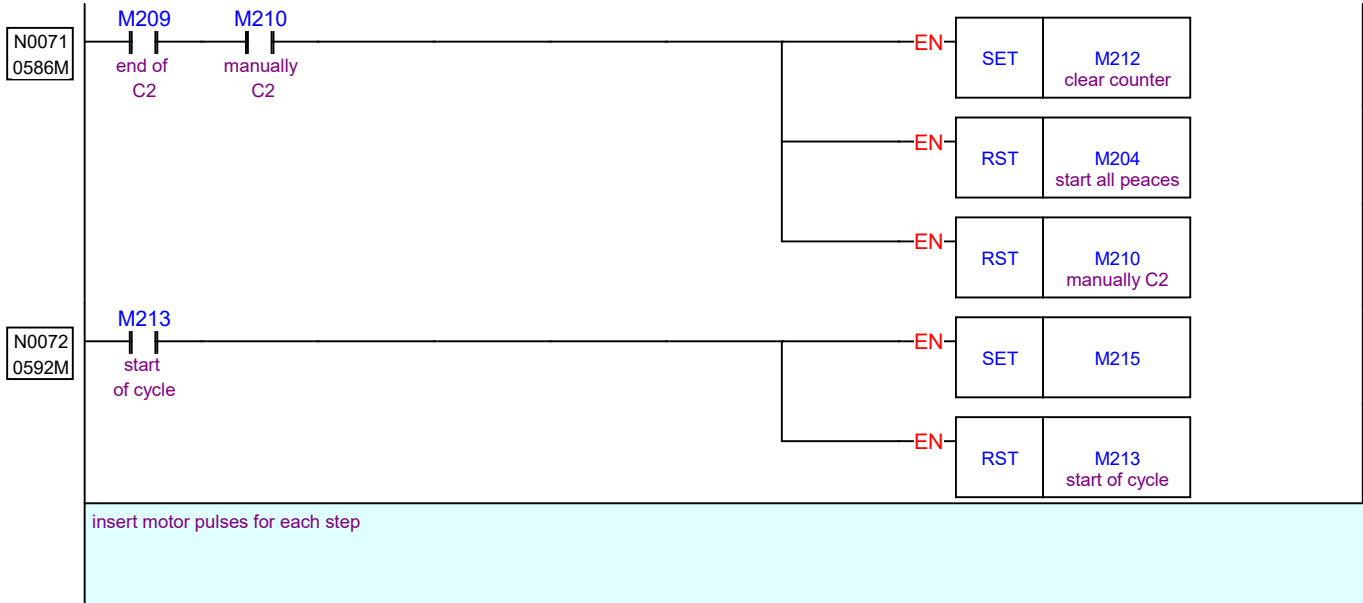 M209 M210
N0071
0586M
end of
C2
manually
C2
EN SET M212
clear counter
EN RST M204
start all peaces
EN RST M210
manually C2
M213
N0072
0592M
start
of cycle
EN SET M215
EN RST M213
start of cycle
insert motor pulses for each step